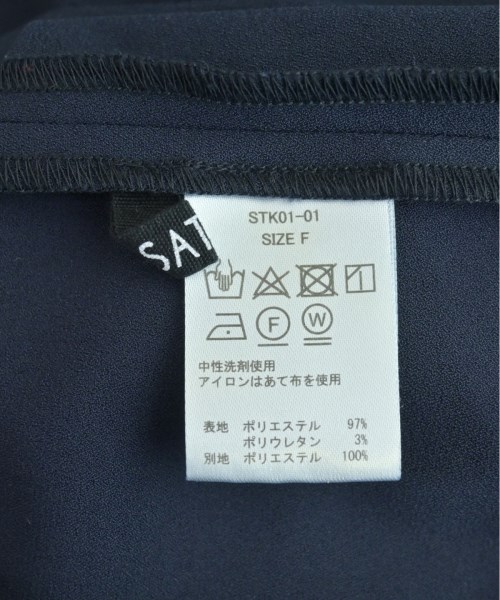 SAT
STK01-01
SIZE F
F
W
中性洗剤使用
アイロンはあて布を使用
表地 ポリエステル 97%
ポリウレタン 3%
別地 ポリエステル 100%